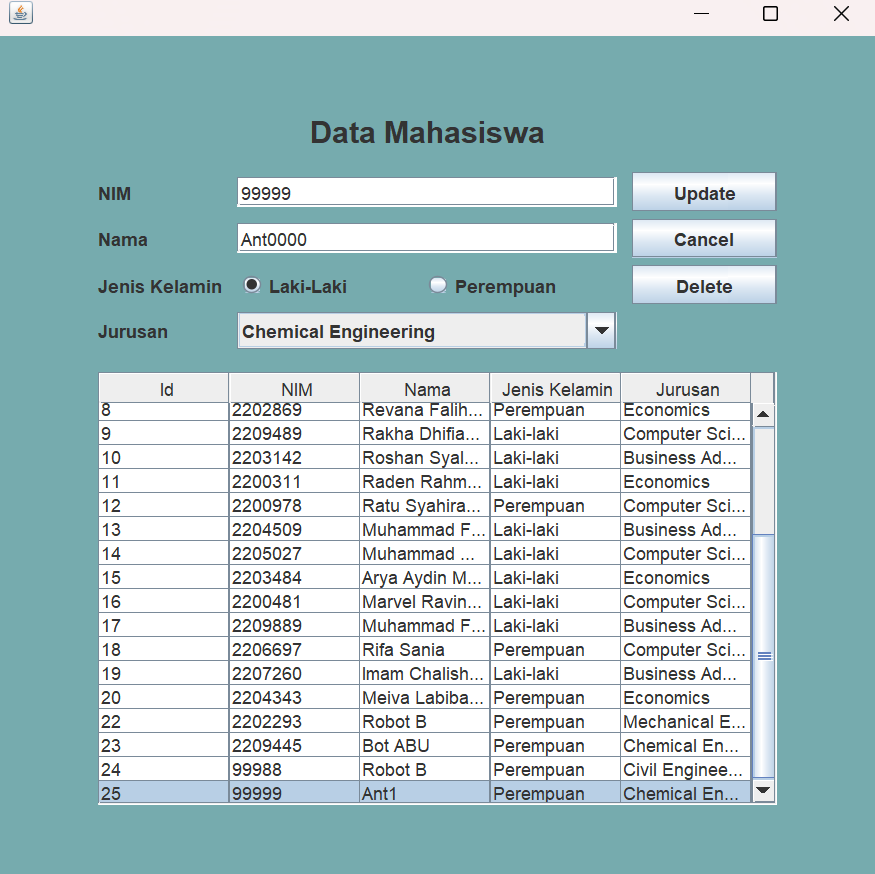 Data Mahasiswa
NIM 99999 Update
Nama Ant0000 Cancel
Jenis Kelamin Laki-Laki Perempuan Delete
Jurusan Chemical Engineering
Id NIM Nama Jenis Kelamin Jurusan
8 2202869 Revana Falih... Perempuan Economics
9 2209489 Rakha Dhifia... Laki-laki Computer Sci...
10 2203142 Roshan Syal... Laki-laki Business Ad...
11 2200311 Raden Rahm... Laki-laki Economics
12 2200978 Ratu Syahira... Perempuan Computer Sci...
13 2204509 Muhammad F... Laki-laki Business Ad...
14 2205027 Muhammad ... Laki-laki Computer Sci...
15 2203484 Arya Aydin M... Laki-laki Economics
16 2200481 Marvel Ravin... Laki-laki Computer Sci...
17 2209889 Muhammad F... Laki-laki Business Ad...
18 2206697 Rifa Sania Perempuan Computer Sci...
19 2207260 Imam Chalish... Laki-laki Business Ad...
20 2204343 Meiva Labiba... Perempuan Economics
22 2202293 Robot B Perempuan Mechanical E...
23 2209445 Bot ABU Perempuan Chemical En...
24 99988 Robot B Perempuan Civil Enginee...
25 99999 Ant1 Perempuan Chemical En...